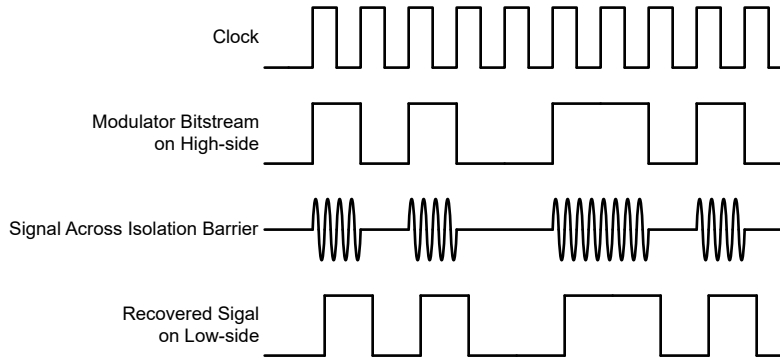 Clock
Modulator Bitstream
on High-side
Signal Across Isolation Barrier
Recovered Sigal
on Low-side